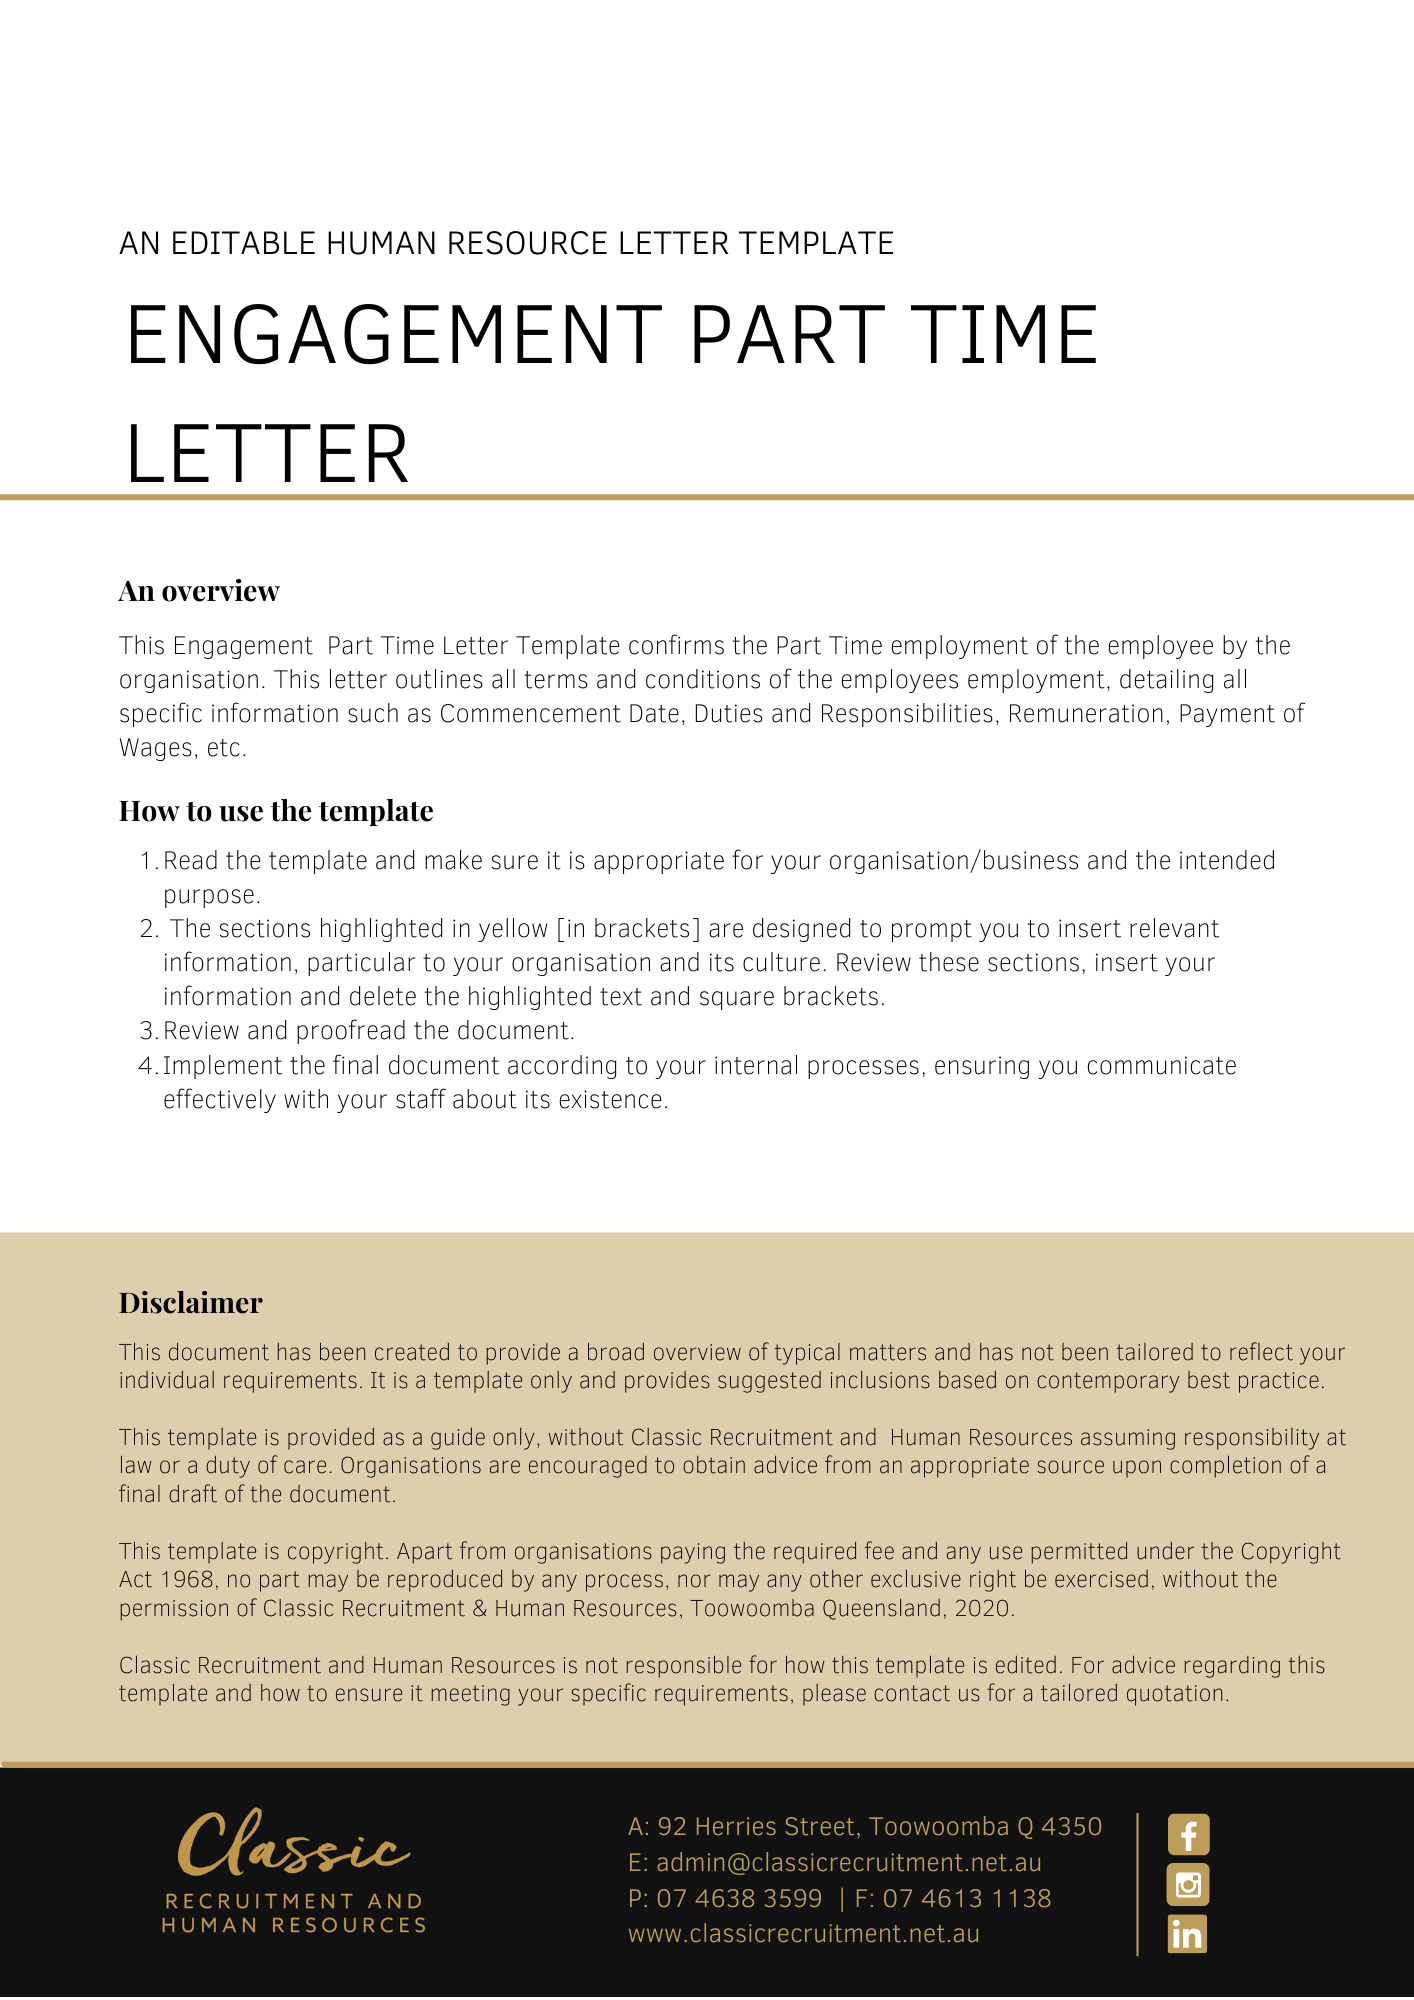 AN EDITABLE HUMAN RESOURCE LETTER TEMPLATE
ENGAGEMENT PART TIME
LETTER
An overview
This Engagement  Part Time Letter Template confirms the Part Time employment of the employee by the
organisation. This letter outlines all terms and conditions of the employees employment, detailing all
specific information such as Commencement Date, Duties and Responsibilities, Remuneration, Payment of
Wages, etc.
How to use the template
1. Read the template and make sure it is appropriate for your organisation/business and the intended
purpose.
2. The sections highlighted in yellow [in brackets] are designed to prompt you to insert relevant
information, particular to your organisation and its culture. Review these sections, insert your
information and delete the highlighted text and square brackets.
3. Review and proofread the document.
4. Implement the final document according to your internal processes, ensuring you communicate
effectively with your staff about its existence.
Disclaimer
This document has been created to provide a broad overview of typical matters and has not been tailored to reflect your
individual requirements. It is a template only and provides suggested inclusions based on contemporary best practice.
This template is provided as a guide only, without Classic Recruitment and  Human Resources assuming responsibility at
law or a duty of care. Organisations are encouraged to obtain advice from an appropriate source upon completion of a
final draft of the document.
This template is copyright. Apart from organisations paying the required fee and any use permitted under the Copyright
Act 1968, no part may be reproduced by any process, nor may any other exclusive right be exercised, without the
permission of Classic Recruitment & Human Resources, Toowoomba Queensland, 2020.
Classic Recruitment and Human Resources is not responsible for how this template is edited. For advice regarding this
template and how to ensure it meeting your specific requirements, please contact us for a tailored quotation.
Classic
RECRUITMENT AND
HUMAN RESOURCES
A: 92 Herries Street, Toowoomba Q 4350
E: admin@classicrecruitment.net.au
P: 07 4638 3599  | F: 07 4613 1138
www.classicrecruitment.net.au